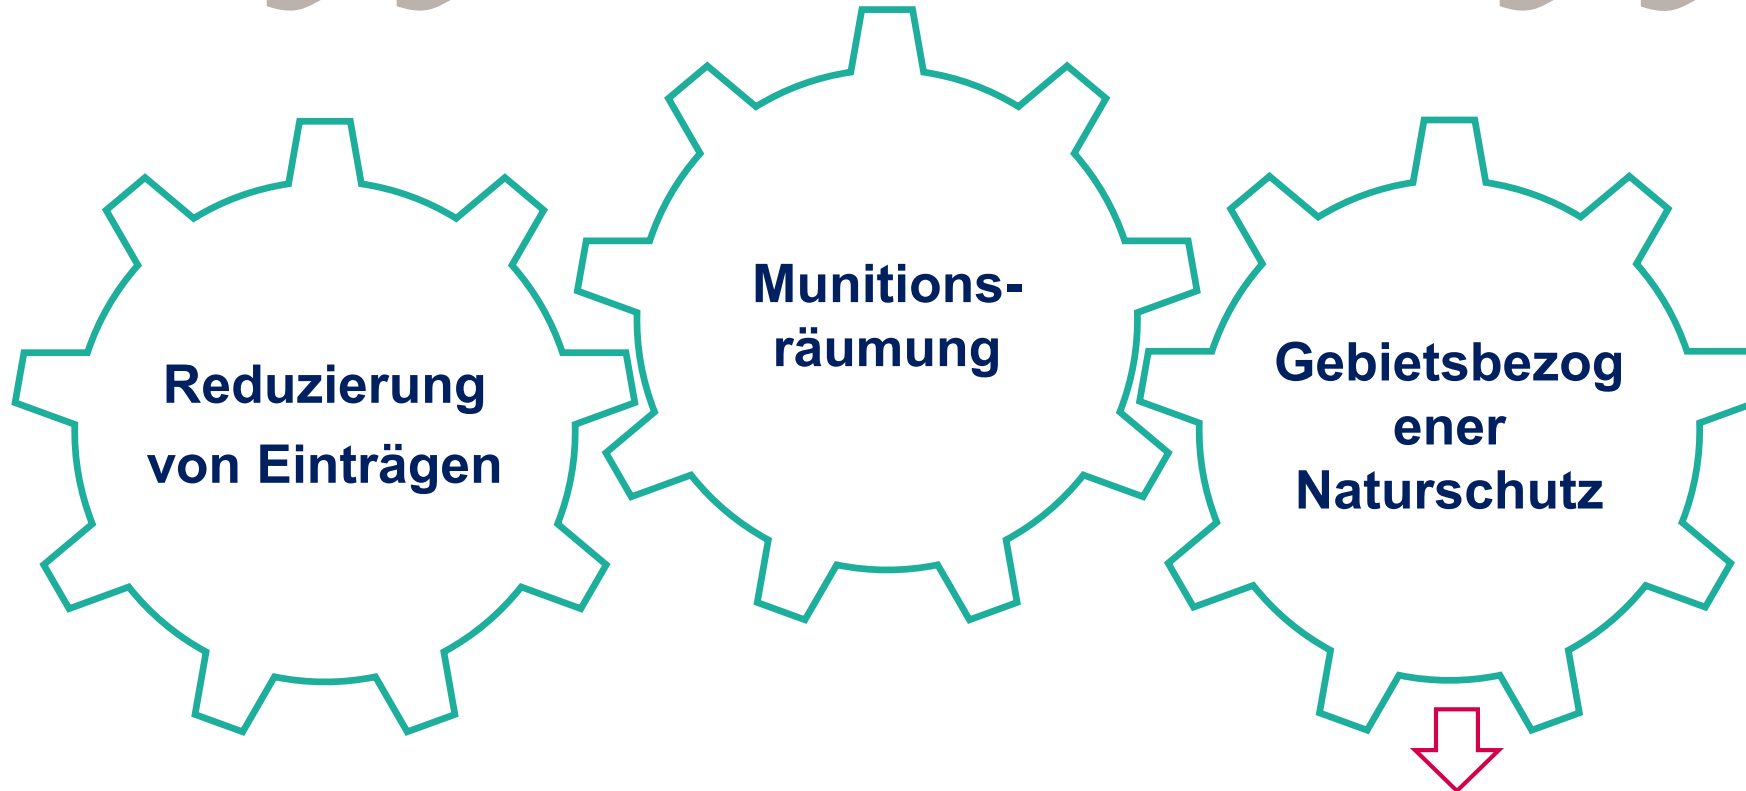 Reduzierung
von Einträgen
Munitions-
räumung
Gebietsbezog
ener
Naturschutz